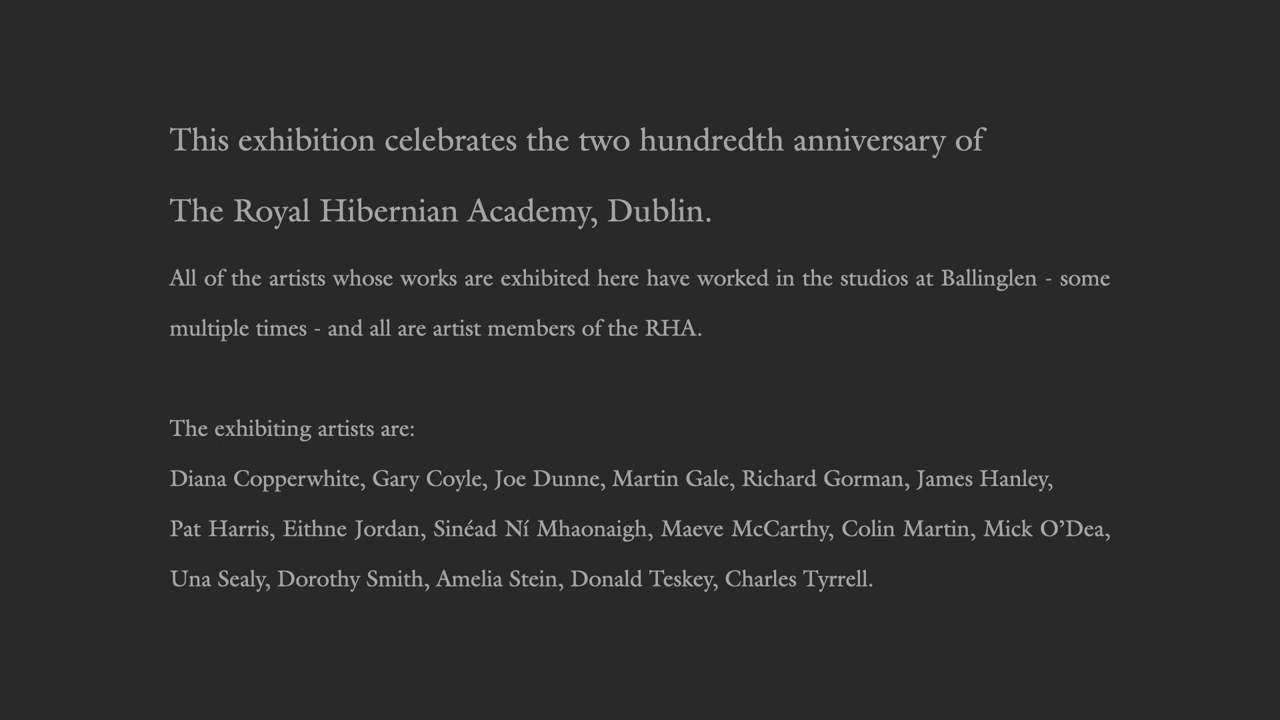 This exhibition celebrates the two hundredth anniversary of
The Royal Hibernian Academy, Dublin.
All of the artists whose works are exhibited here have worked in the studios at Ballinglen - some
multiple times - and all are artist members of the RHA.
The exhibiting artists are:
Diana Copperwhite, Gary Coyle, Joe Dunne, Martin Gale, Richard Gorman, James Hanley,
Pat Harris, Eithne Jordan, Sinéad Ní Mhaonaigh, Maeve McCarthy, Colin Martin, Mick O’Dea,
Una Sealy, Dorothy Smith, Amelia Stein, Donald Teskey, Charles Tyrrell.